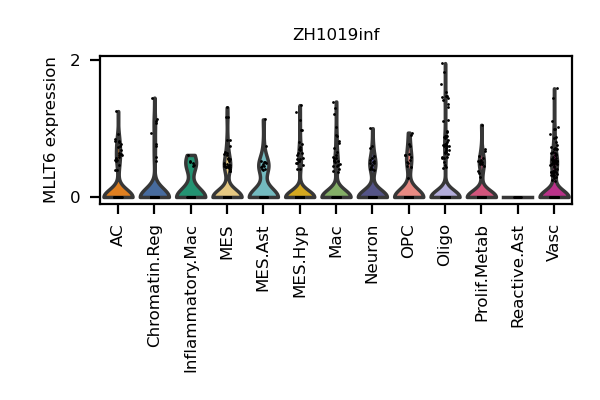 ZH1019inf
MLLT6 expression
2
0
AC
Chromatin.Reg
Inflammatory.Mac
MES
MES.Ast
MES.Hyp
Mac
Neuron
OPC
Oligo
Prolif.Metab
Reactive.Ast
Vasc